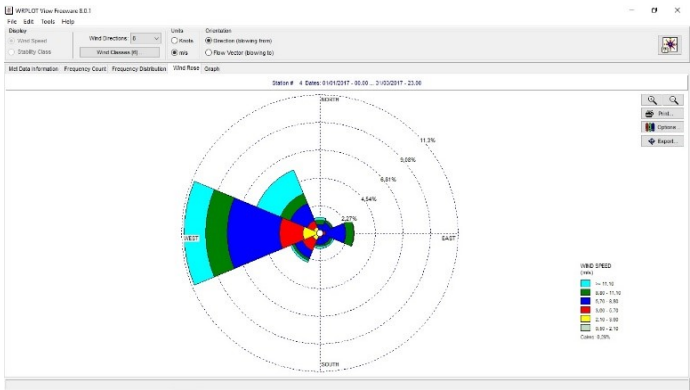 WRPLOT View Freeware 8.0.1
File Edit Tools Help
Display
Wind Speed
Stability Class
Wind Directions: 8
Wind Classes (6)
Units
Knots
m/s
Orientation
Direction (blowing from)
Flow Vector (blowing to)
Met Data Information Frequency Count Frequency Distribution Wind Rose Graph
Station # 4 Dates: 01/01/2017 - 00:00 ... 31/03/2017 - 23:00
Print...
Options...
Export...
NORTH
11,3%
9,08%
6,81%
4,54%
2,27%
WEST
EAST
SOUTH
WIND SPEED
(m/s)
>= 11,10
8,80 - 11,10
5,70 - 8,80
3,60 - 5,70
2,10 - 3,60
0,50 - 2,10